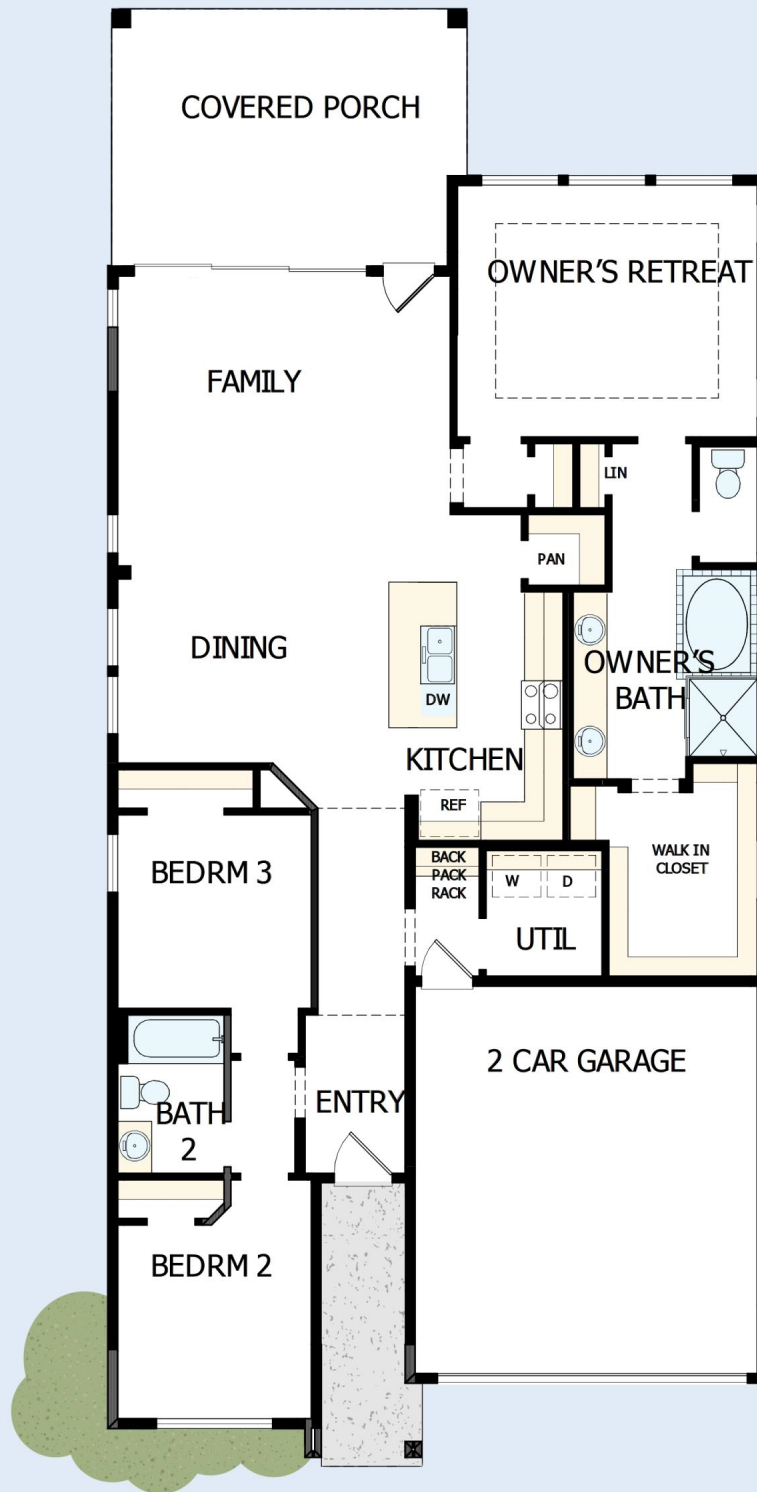 COVERED PORCH
OWNER'S RETREAT
FAMILY
LIN
PAN
DINING
OWNER'S
BATH
DW
KITCHEN
REF
BACK
PACK
RACK
W
D
WALK IN
CLOSET
BEDRM 3
UTIL
2 CAR GARAGE
ENTRY
BATH
2
BEDRM 2